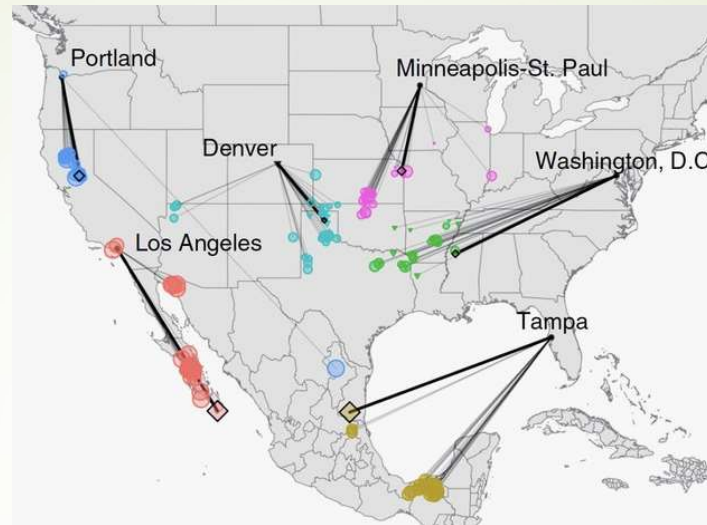 Portland
Minneapolis-St. Paul
Denver
Washington, D.C
Los Angeles
Tampa